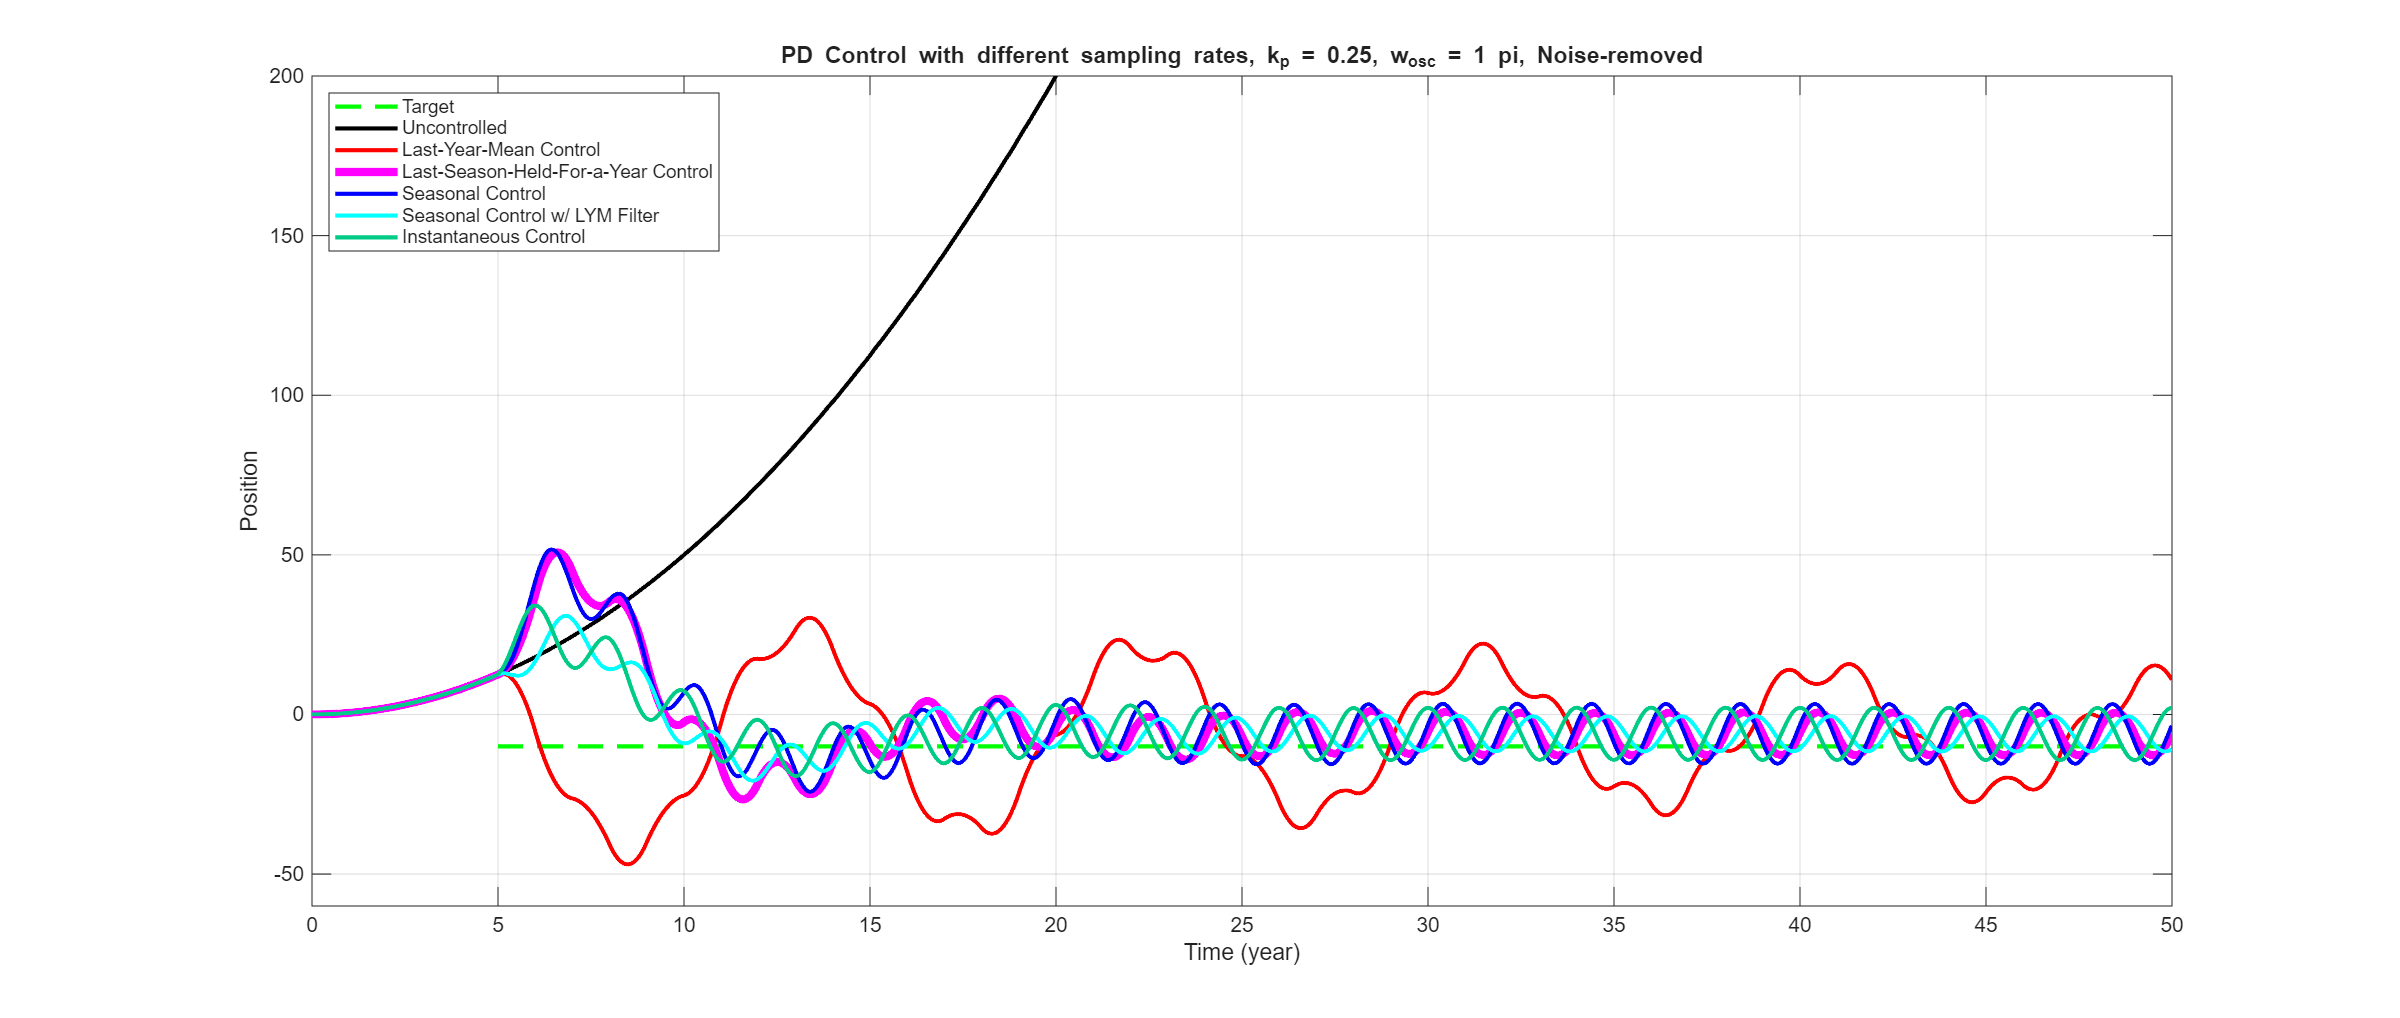 PD Control with different sampling rates, kp = 0.25, wosc = 1 pi, Noise-removed
200
150
100
50
0
-50
Position
Target
Uncontrolled
Last-Year-Mean Control
Last-Season-Held-For-a-Year Control
Seasonal Control
Seasonal Control w/ LYM Filter
Instantaneous Control
0 5 10 15 20 25 30 35 40 45 50
Time (year)